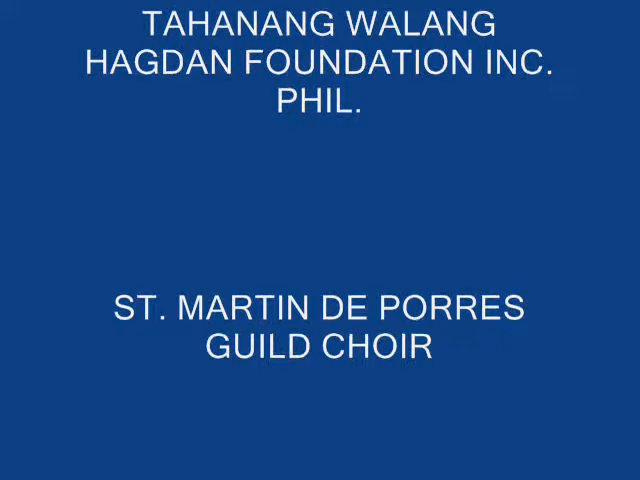 TAHANANG WALANG
HAGDAN FOUNDATION INC.
PHIL.
ST. MARTIN DE PORRES
GUILD CHOIR